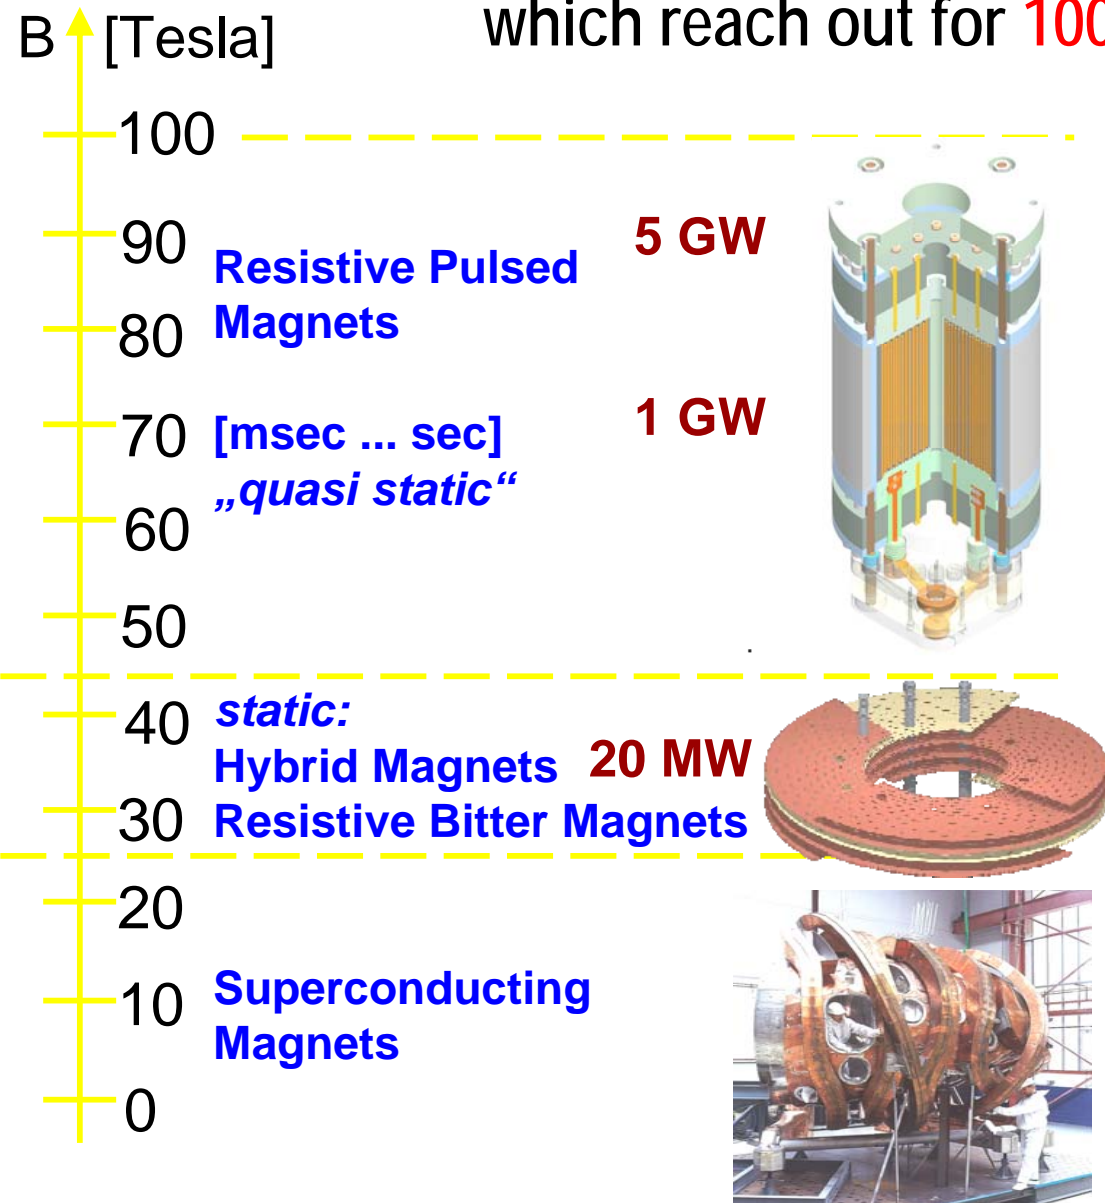 which reach out for 100
B [Tesla]
100
90
5 GW
Resistive Pulsed
Magnets
80
70
[msec ... sec]
1 GW
„quasi static“
60
50
static:
40
Hybrid Magnets 20 MW
30
Resistive Bitter Magnets
20
Superconducting
10
Magnets
0